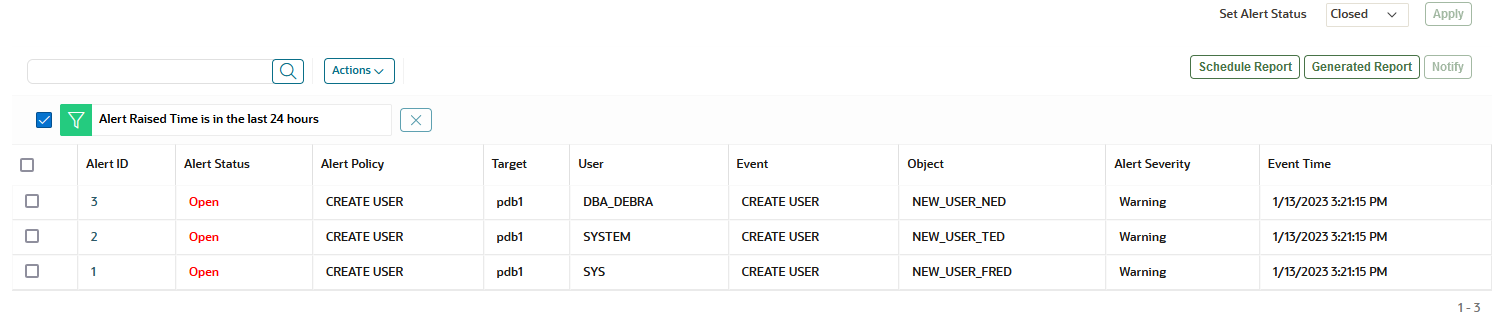 Set Alert Status Closed Apply
Actions Schedule Report Generated Report Notify
Alert Raised Time is in the last 24 hours
Alert ID Alert Status Alert Policy Target User Event Object Alert Severity Event Time
3 Open CREATE USER pdb1 DBA_DEBRA CREATE USER NEW_USER_NED Warning 1/13/2023 3:21:15 PM
2 Open CREATE USER pdb1 SYSTEM CREATE USER NEW_USER_TED Warning 1/13/2023 3:21:15 PM
1 Open CREATE USER pdb1 SYS CREATE USER NEW_USER_FRED Warning 1/13/2023 3:21:15 PM
1 - 3